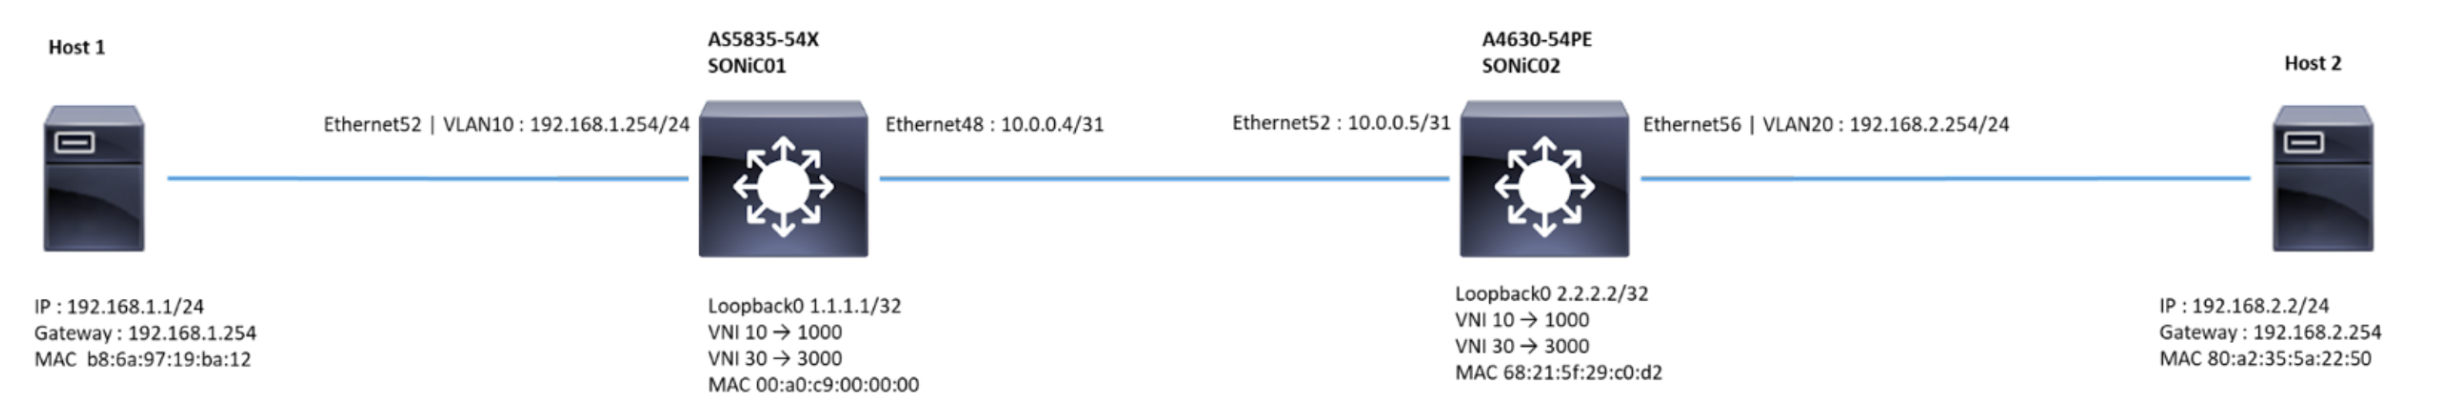 Host 1
AS5835-54X
SONiC01
A4630-54PE
SONiC02
Host 2
Ethernet52 | VLAN10 : 192.168.1.254/24
Ethernet48 : 10.0.0.4/31
Ethernet52 : 10.0.0.5/31
Ethernet56 | VLAN20 : 192.168.2.254/24
IP : 192.168.1.1/24
Gateway : 192.168.1.254
MAC b8:6a:97:19:ba:12
Loopback0 1.1.1.1/32
VNI 10 → 1000
VNI 30 → 3000
MAC 00:a0:c9:00:00:00
Loopback0 2.2.2.2/32
VNI 10 → 1000
VNI 30 → 3000
MAC 68:21:5f:29:c0:d2
IP : 192.168.2.2/24
Gateway : 192.168.2.254
MAC 80:a2:35:5a:22:50